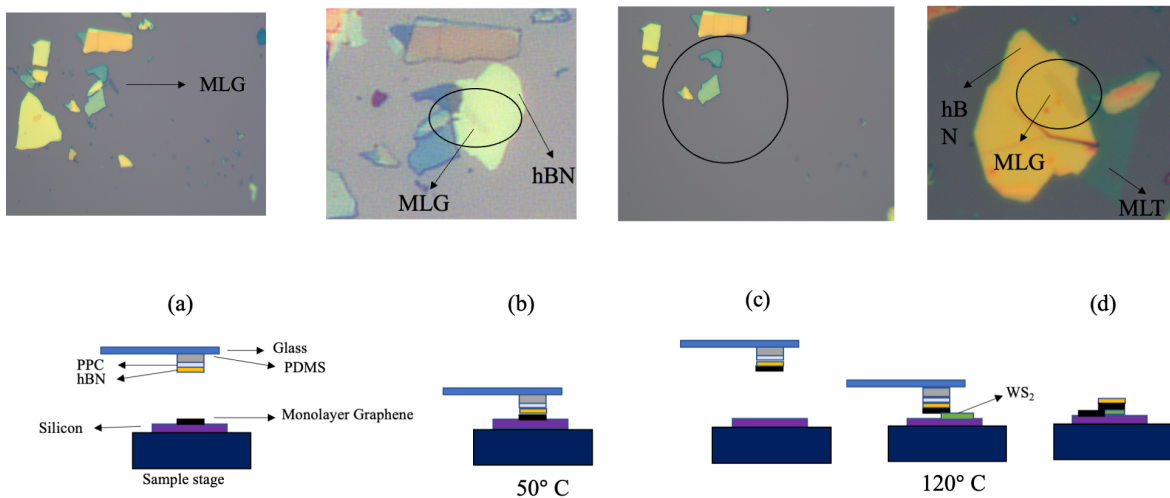 MLG
MLG
hBN
hB
N
MLG
MLT
(a)
(b)
(c)
(d)
Glass
PPC
PDMS
hBN
Monolayer Graphene
Silicon
WS2
Sample stage
50° C
120° C